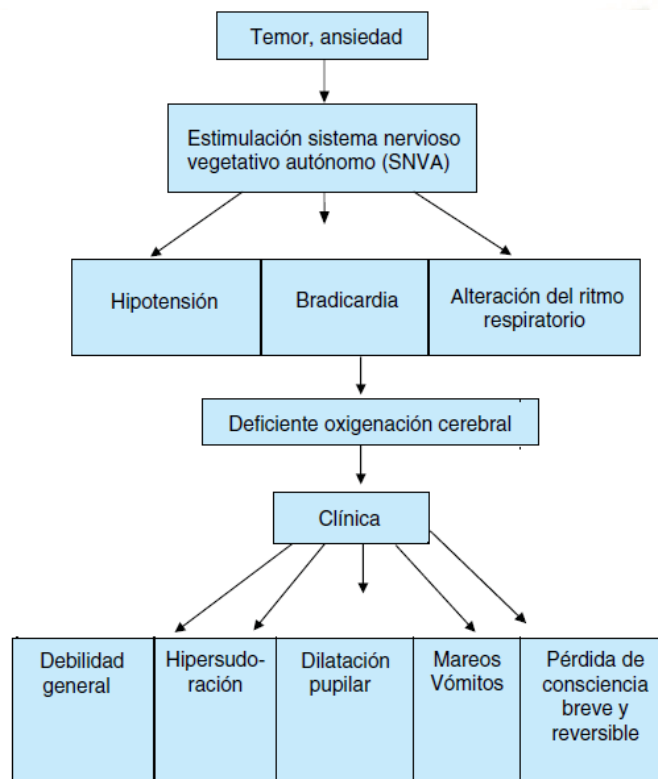 Temor, ansiedad
Estimulación sistema nervioso
vegetativo autónomo (SNVA)
Hipotensión
Bradicardia
Alteración del ritmo
respiratorio
Deficiente oxigenación cerebral
Clínica
Debilidad
general
Hipersudo-
ración
Dilatación
pupilar
Mareos
Vómitos
Pérdida de
consciencia
breve y
reversible